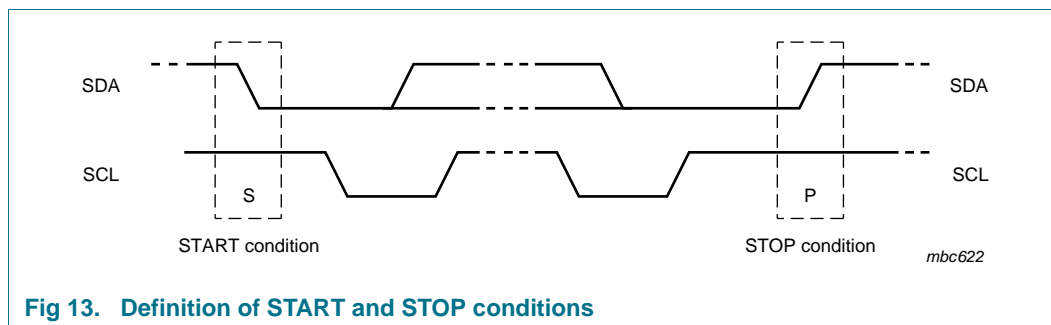 SDA SDA
SCL SCL
S P
START condition STOP condition
mbc622
Fig 13. Definition of START and STOP conditions